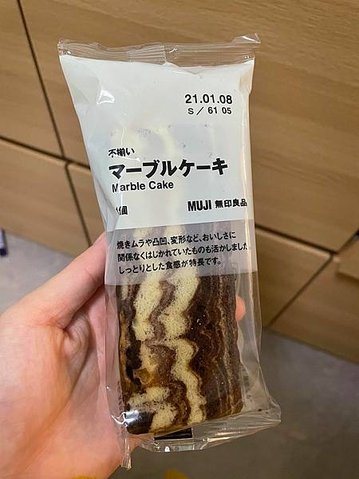 21.01.08
S/61 05
不揃い
マーブルケーキ
Marble Cake
1個
MUJI 無印良品
焼きムラや凸凹、変形など、おいしさに
関係なくはじかれていたものも活かしました。
しっとりとした食感が特長です。